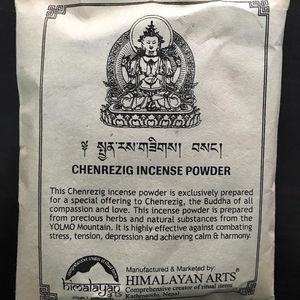 ༈ སྤྱན་རས་གཟིགས། བསང་
CHENREZIG INCENSE POWDER
This Chenrezig incense powder is exclusively prepared
for a special offering to Chenrezig, the Buddha of all
compassion and love. This incense powder is prepared
from precious herbs and natural substances from the
YOLMO Mountain. It is highly effective against combating
stress, tension, depression and achieving calm & harmony.
himalayan
Manufactured & Marketed by:
HIMALAYAN ARTS®
Comprehensive creator of ritual items
Kathmandu, Nepal